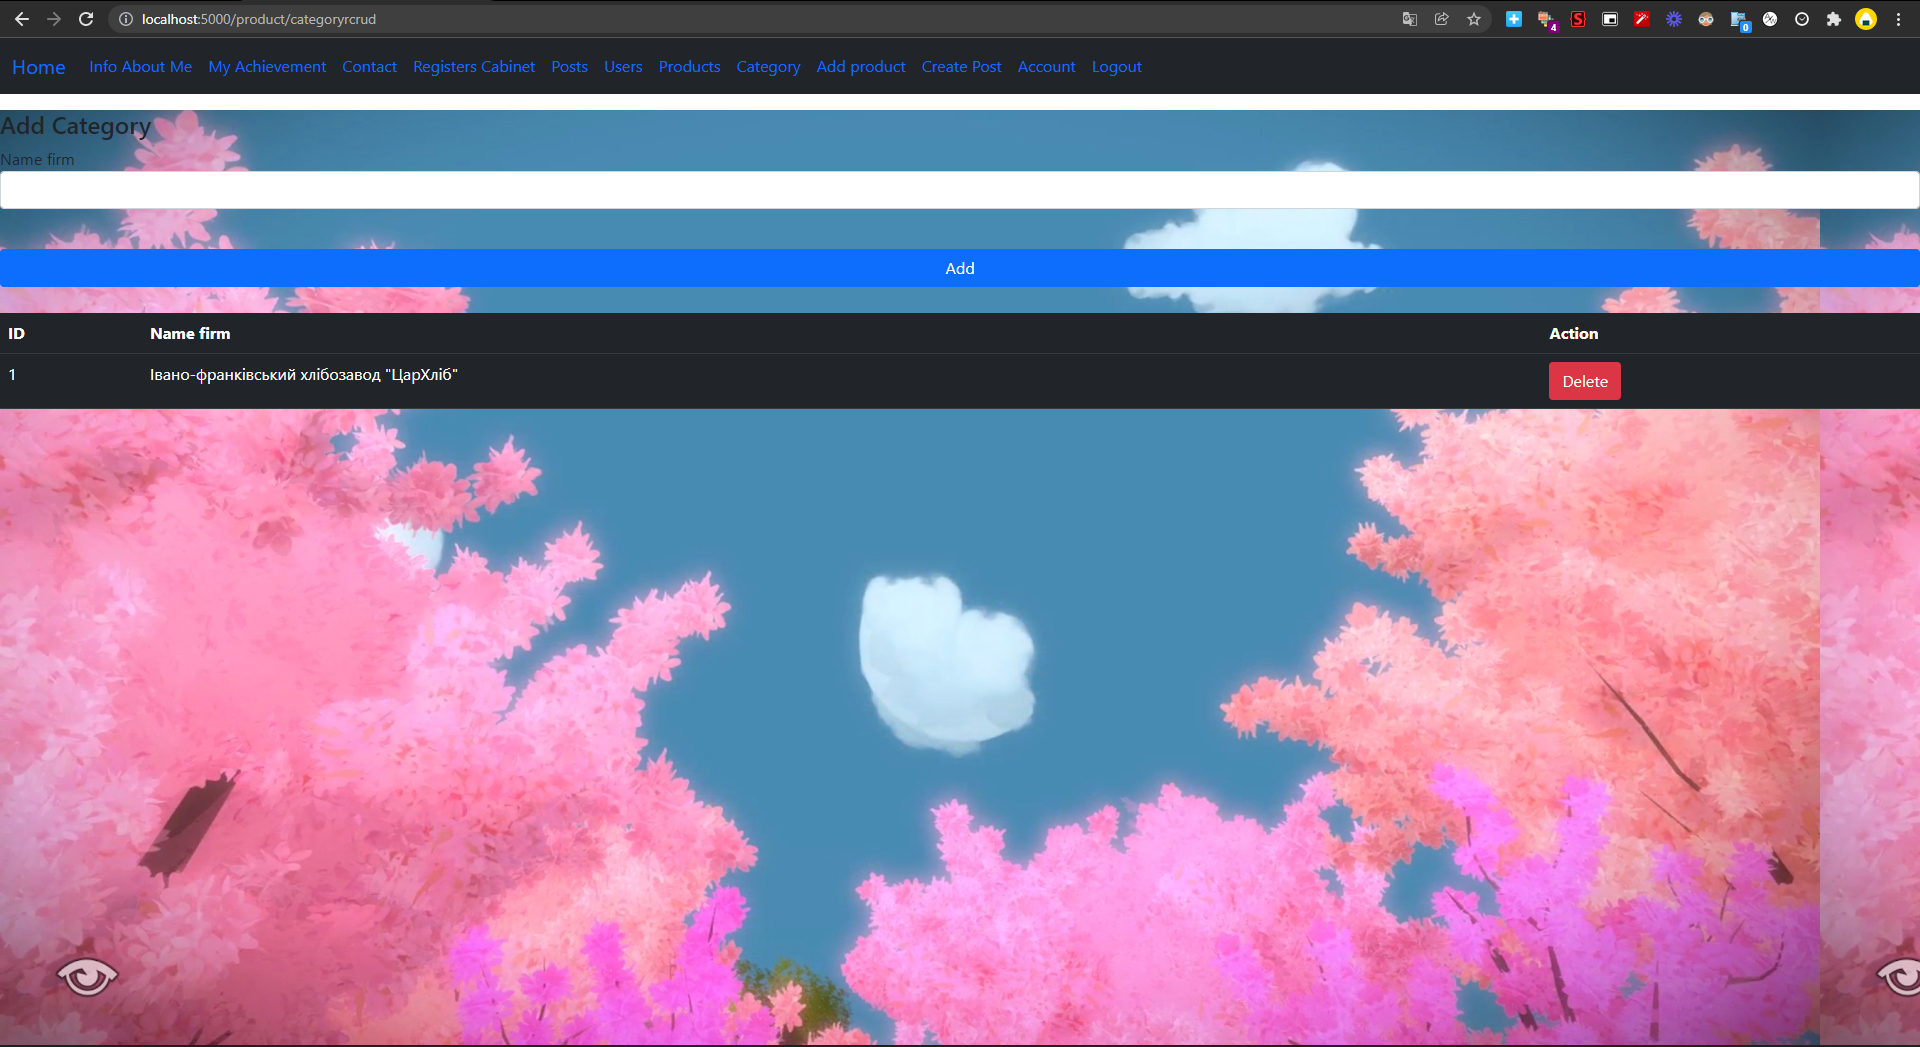 localhost:5000/product/categoryrcrud
4
0
Home Info About Me My Achievement Contact Registers Cabinet Posts Users Products Category Add product Create Post Account Logout
Add Category
Name firm
Add
ID Name firm Action
1 Івано-франківський хлібозавод "ЦарХліб" Delete